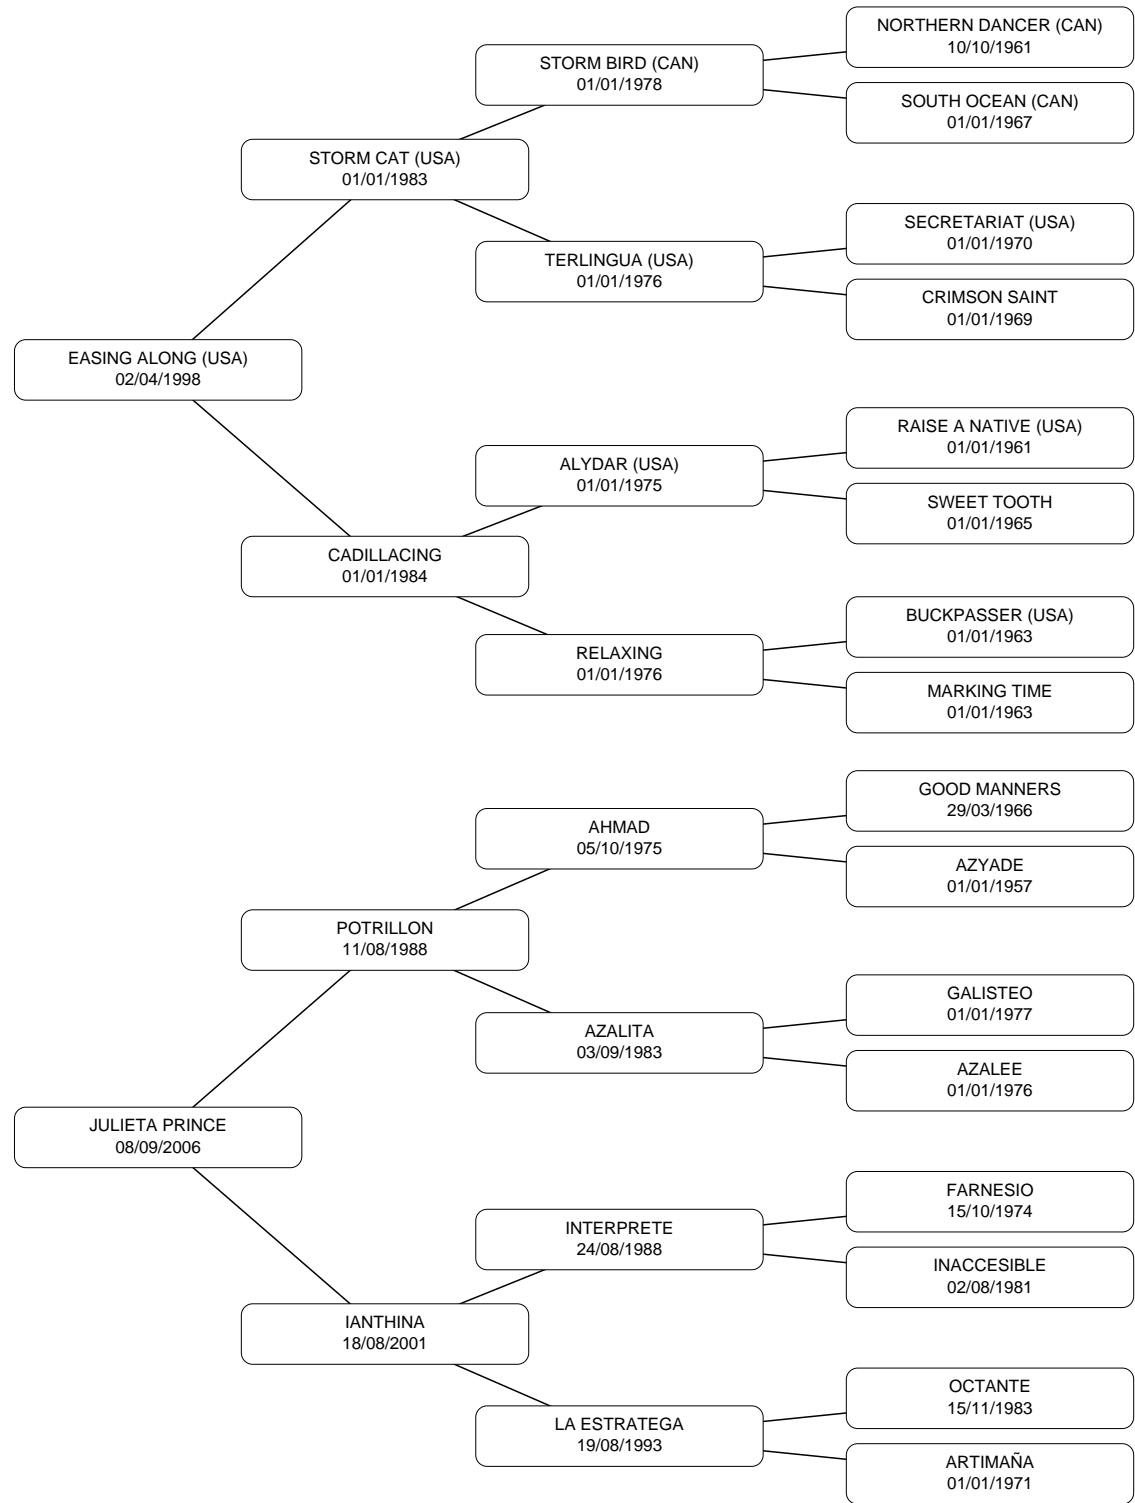 NORTHERN DANCER (CAN)
10/10/1961
STORM BIRD (CAN)
01/01/1978
SOUTH OCEAN (CAN)
01/01/1967
STORM CAT (USA)
01/01/1983
SECRETARIAT (USA)
01/01/1970
TERLINGUA (USA)
01/01/1976
CRIMSON SAINT
01/01/1969
EASING ALONG (USA)
02/04/1998
RAISE A NATIVE (USA)
01/01/1961
ALYDAR (USA)
01/01/1975
SWEET TOOTH
01/01/1965
CADILLACING
01/01/1984
BUCKPASSER (USA)
01/01/1963
RELAXING
01/01/1976
MARKING TIME
01/01/1963
GOOD MANNERS
29/03/1966
AHMAD
05/10/1975
AZYADE
01/01/1957
POTRILLON
11/08/1988
GALISTEO
01/01/1977
AZALITA
03/09/1983
AZALEE
01/01/1976
JULIETA PRINCE
08/09/2006
FARNESIO
15/10/1974
INTERPRETE
24/08/1988
INACCESIBLE
02/08/1981
IANTHINA
18/08/2001
OCTANTE
15/11/1983
LA ESTRATEGA
19/08/1993
ARTIMAÑA
01/01/1971